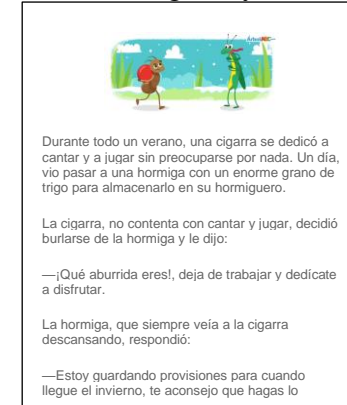 Durante todo un verano, una cigarra se dedicó a
cantar y a jugar sin preocuparse por nada. Un día,
vio pasar a una hormiga con un enorme grano de
trigo para almacenarlo en su hormiguero.
La cigarra, no contenta con cantar y jugar, decidió
burlarse de la hormiga y le dijo:
—¡Qué aburrida eres!, deja de trabajar y dedícate
a disfrutar.
La hormiga, que siempre veía a la cigarra
descansando, respondió:
—Estoy guardando provisiones para cuando
llegue el invierno, te aconsejo que hagas lo